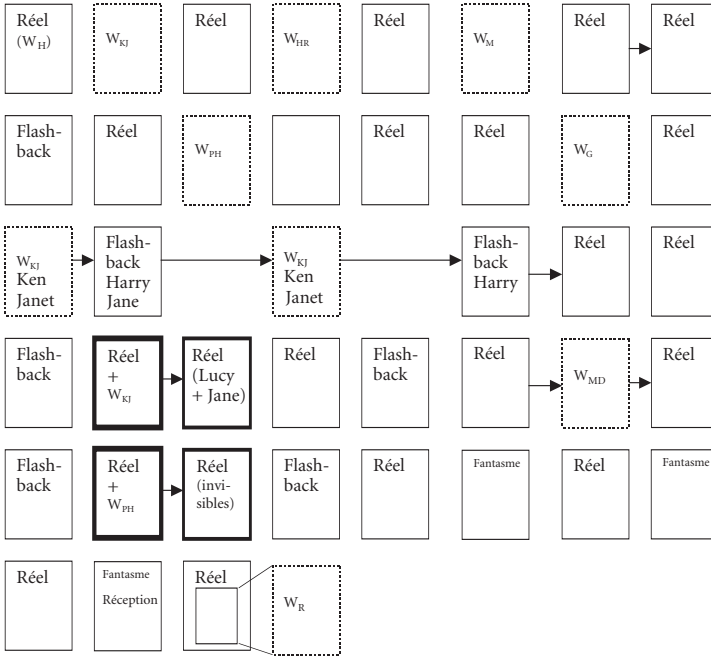 Réel
(W_H)
W_KJ
Réel
W_HR
Réel
W_M
Réel
Réel
Flash-
back
Réel
W_PH
Réel
Réel
W_G
Réel
W_KJ
Ken
Janet
Flash-
back
Harry
Jane
W_KJ
Ken
Janet
Flash-
back
Harry
Réel
Réel
Flash-
back
Réel
+
W_KJ
Réel
(Lucy
+ Jane)
Réel
Flash-
back
Réel
W_MD
Réel
Flash-
back
Réel
+
W_PH
Réel
(invi-
sibles)
Flash-
back
Réel
Fantasme
Réel
Fantasme
Réel
Fantasme
Réception
Réel
W_R